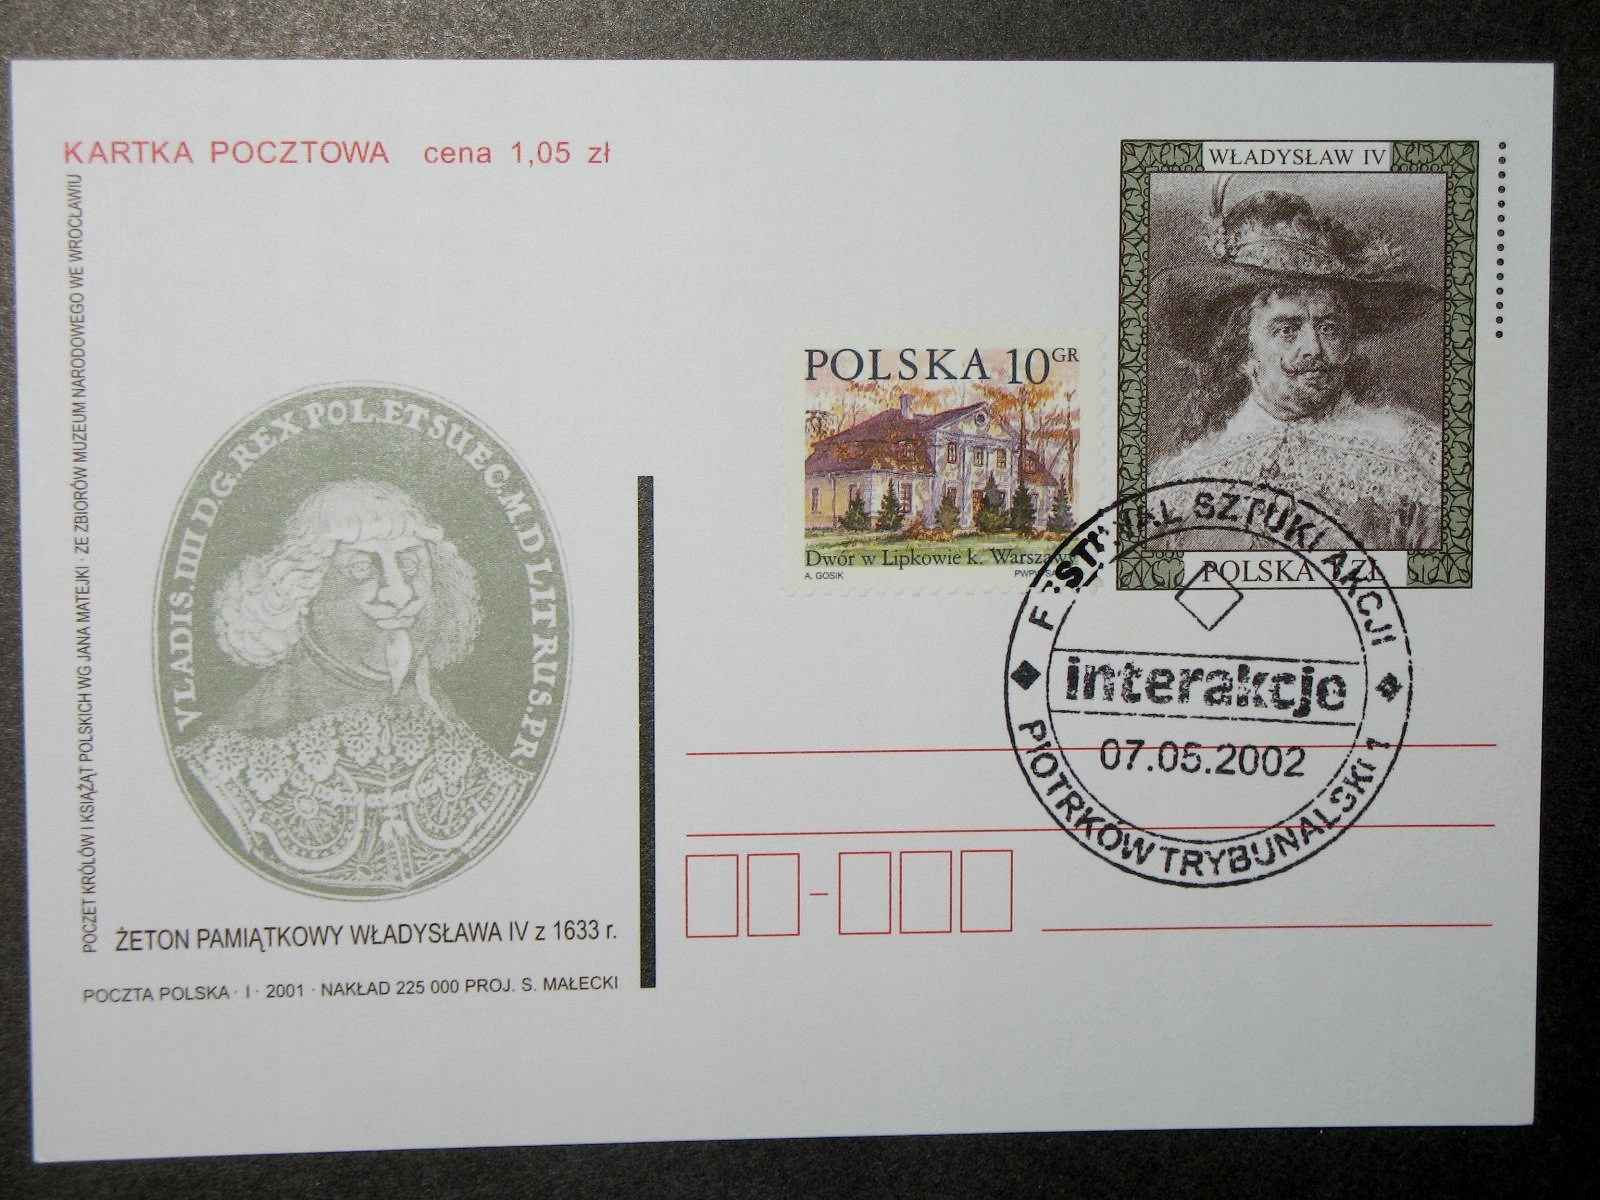 KARTKA POCZTOWA cena 1,05 zł
POCZET KRÓLÓW I KSIĄŻĄT POLSKICH WG JANA MATEJKI · ZE ZBIORÓW MUZEUM NARODOWEGO WE WROCŁAWIU
VLADIS.IIII D.G.REX POL.ET SUEC.M.D LIT RUS.PR.
ŻETON PAMIĄTKOWY WŁADYSŁAWA IV z 1633 r.
POCZTA POLSKA · I · 2001 · NAKŁAD 225 000 PROJ. S. MAŁECKI
POLSKA 10 GR
Dwór w Lipkowie k. Warszawy
A. GOSIK
WŁADYSŁAW IV
POLSKA 1 ZŁ
FESTIWAL SZTUKI AKCJI
interakcje
07.05.2002
PIOTRKÓW TRYBUNALSKI 1